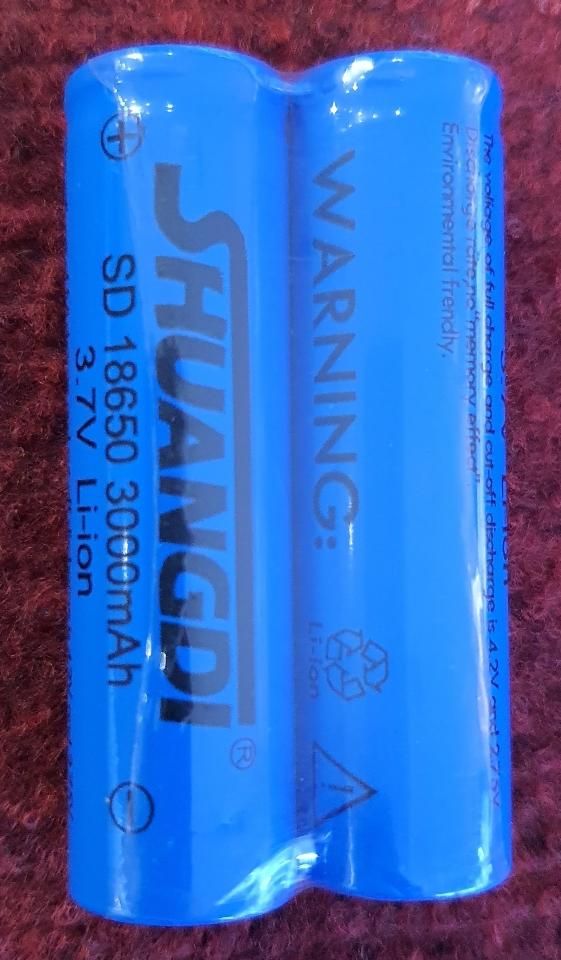 SHUANGDI®
SD 18650 3000mAh
3.7V Li-ion
The voltage of full charge and cut-off discharge is 4.2V and 2.75V
Discharge rate,no"memory effect".
Environmental frendly.
WARNING:
Li-ion